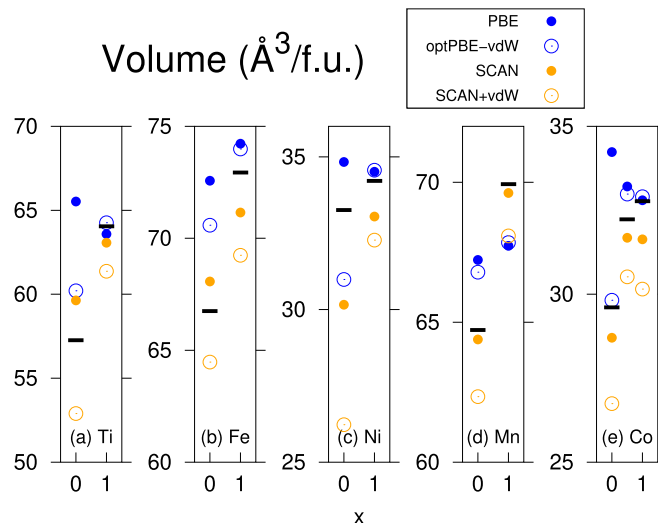 Volume (Å3/f.u.)
PBE
optPBE−vdW
SCAN
SCAN+vdW
70
65
60
55
50
(a) Ti
0 1
75
70
65
60
(b) Fe
0 1
35
30
25
(c) Ni
0 1
70
65
60
(d) Mn
0 1
35
30
25
(e) Co
0 1
x